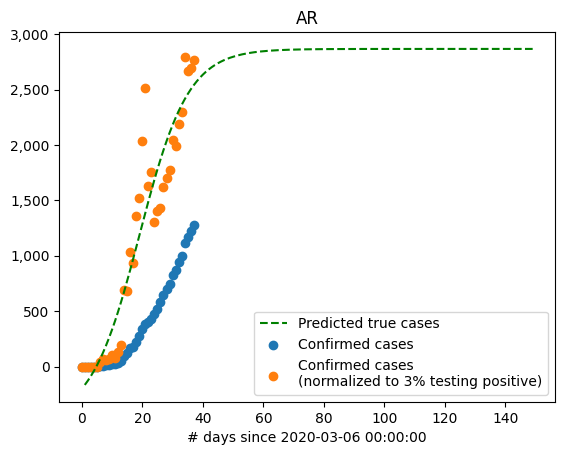 AR
3,000
2,500
2,000
1,500
1,000
500
0
Predicted true cases
Confirmed cases
Confirmed cases
(normalized to 3% testing positive)
0 20 40 60 80 100 120 140
# days since 2020-03-06 00:00:00